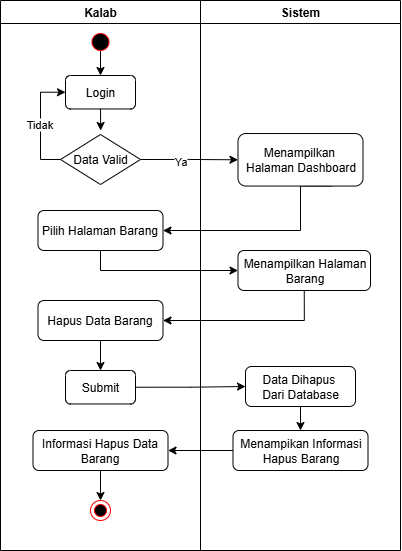 Kalab
Sistem
Login
Tidak
Data Valid
Ya
Menampilkan
Halaman Dashboard
Pilih Halaman Barang
Menampilkan Halaman
Barang
Hapus Data Barang
Submit
Data Dihapus
Dari Database
Menampikan Informasi
Hapus Barang
Informasi Hapus Data
Barang